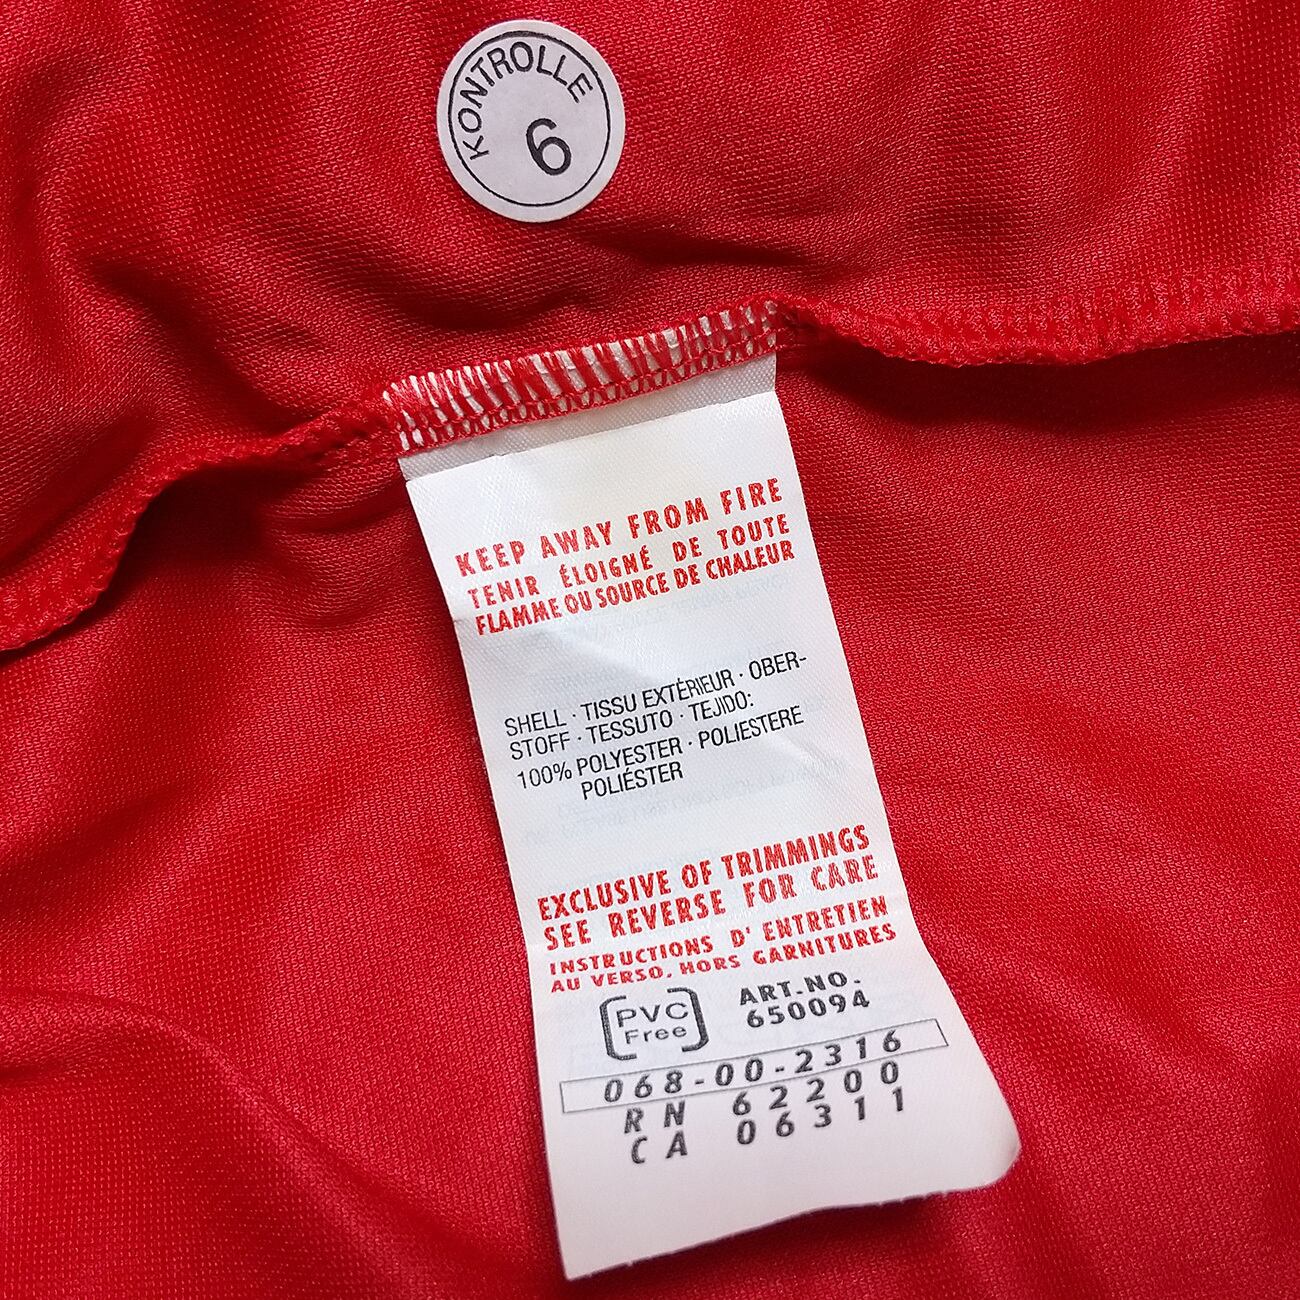 KONTROLLE
6
KEEP AWAY FROM FIRE
TENIR ÉLOIGNÉ DE TOUTE
FLAMME OU SOURCE DE CHALEUR
SHELL · TISSU EXTÉRIEUR · OBER-
STOFF · TESSUTO · TEJIDO:
100% POLYESTER · POLIESTERE
POLIÉSTER
EXCLUSIVE OF TRIMMINGS
SEE REVERSE FOR CARE
INSTRUCTIONS D' ENTRETIEN
AU VERSO, HORS GARNITURES
PVC
Free
ART.NO.
650094
068-00-2316
RN 62200
CA 06311